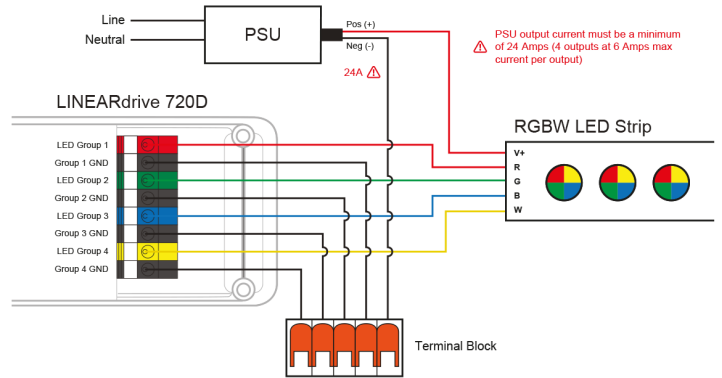 Line
Neutral
PSU
Pos (+)
Neg (-)
24A
PSU output current must be a minimum
of 24 Amps (4 outputs at 6 Amps max
current per output)
LINEARdrive 720D
LED Group 1
Group 1 GND
LED Group 2
Group 2 GND
LED Group 3
Group 3 GND
LED Group 4
Group 4 GND
RGBW LED Strip
V+
R
G
B
W
Terminal Block